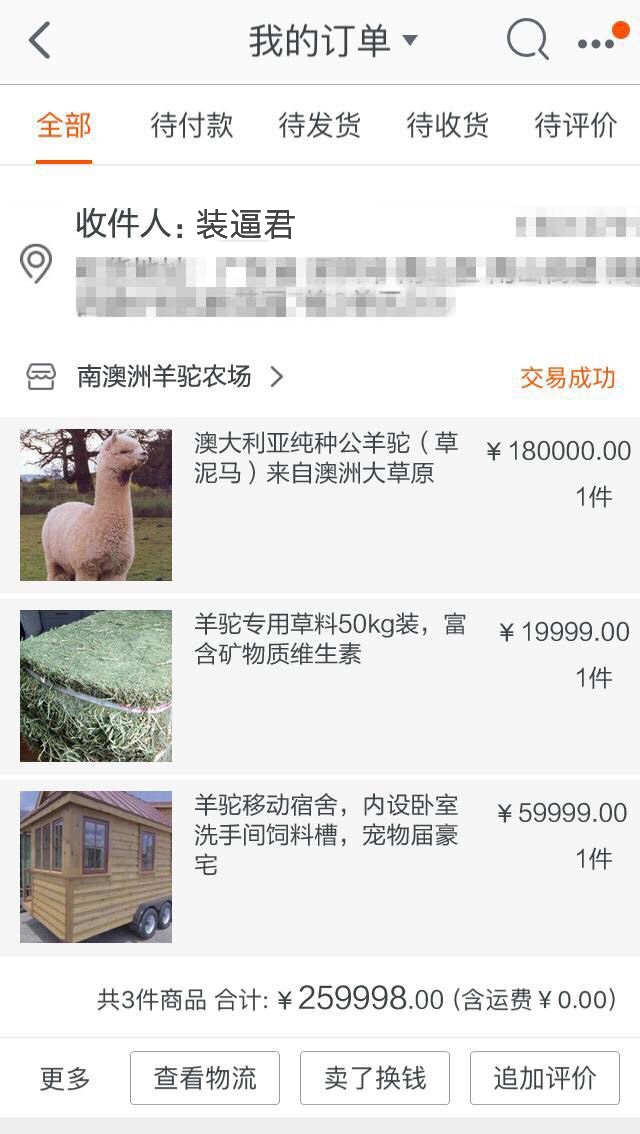 我的订单
全部 待付款 待发货 待收货 待评价
收件人：装逼君
南澳洲羊驼农场 交易成功
澳大利亚纯种公羊驼（草 ￥180000.00
泥马）来自澳洲大草原
1件
羊驼专用草料50kg装，富 ￥19999.00
含矿物质维生素
1件
羊驼移动宿舍，内设卧室 ￥59999.00
洗手间饲料槽，宠物届豪
1件
宅
共3件商品 合计：￥259998.00 (含运费￥0.00)
更多 查看物流 卖了换钱 追加评价